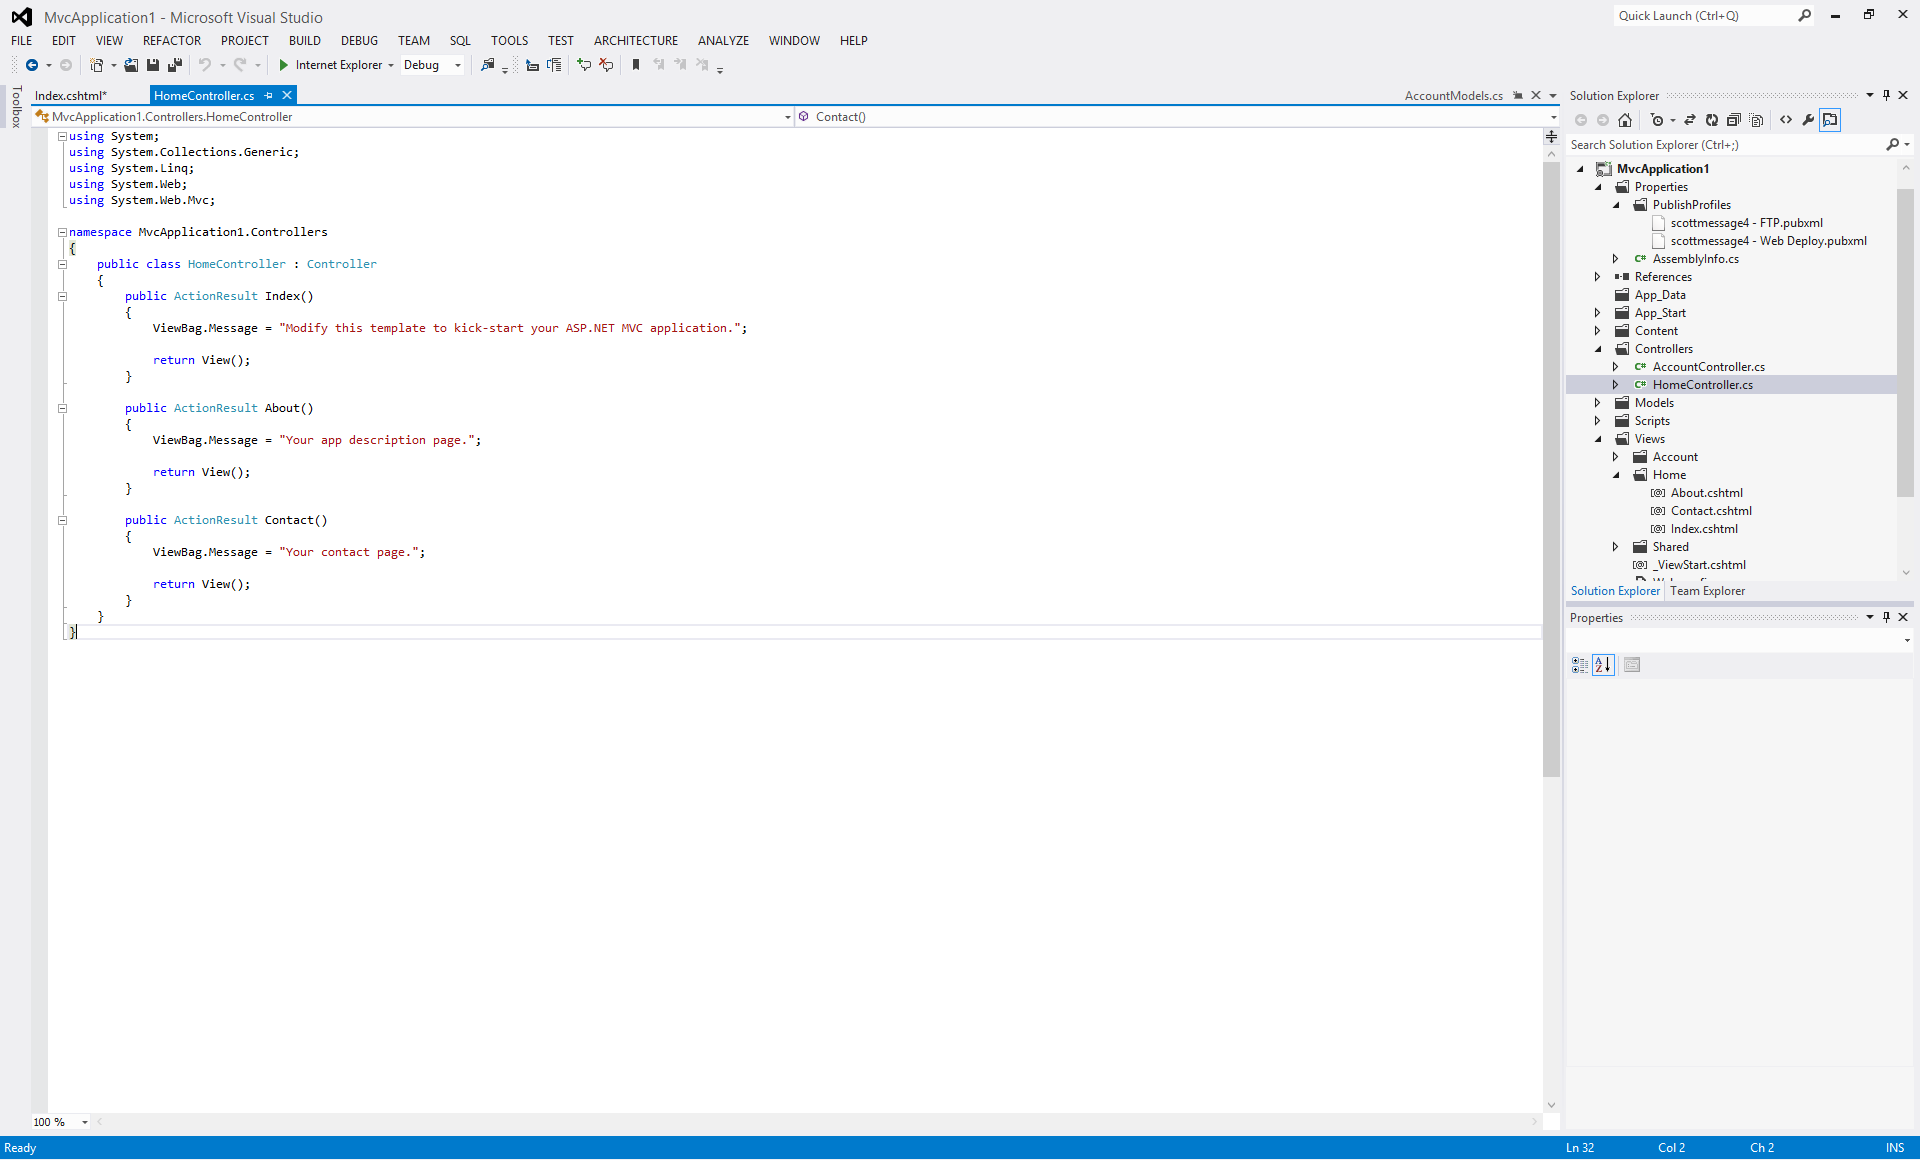 MvcApplication1 - Microsoft Visual Studio
Quick Launch (Ctrl+Q)
FILE EDIT VIEW REFACTOR PROJECT BUILD DEBUG TEAM SQL TOOLS TEST ARCHITECTURE ANALYZE WINDOW HELP
Internet Explorer Debug
Toolbox
Index.cshtml* HomeController.cs AccountModels.cs
MvcApplication1.Controllers.HomeController Contact()
using System;
using System.Collections.Generic;
using System.Linq;
using System.Web;
using System.Web.Mvc;
namespace MvcApplication1.Controllers
{
public class HomeController : Controller
{
public ActionResult Index()
{
ViewBag.Message = "Modify this template to kick-start your ASP.NET MVC application.";
return View();
}
public ActionResult About()
{
ViewBag.Message = "Your app description page.";
return View();
}
public ActionResult Contact()
{
ViewBag.Message = "Your contact page.";
return View();
}
}
}
100 %
Solution Explorer
Search Solution Explorer (Ctrl+;)
MvcApplication1
Properties
PublishProfiles
scottmessage4 - FTP.pubxml
scottmessage4 - Web Deploy.pubxml
C# AssemblyInfo.cs
References
App_Data
App_Start
Content
Controllers
C# AccountController.cs
C# HomeController.cs
Models
Scripts
Views
Account
Home
[@] About.cshtml
[@] Contact.cshtml
[@] Index.cshtml
Shared
[@] _ViewStart.cshtml
Solution Explorer Team Explorer
Properties
Ready Ln 32 Col 2 Ch 2 INS